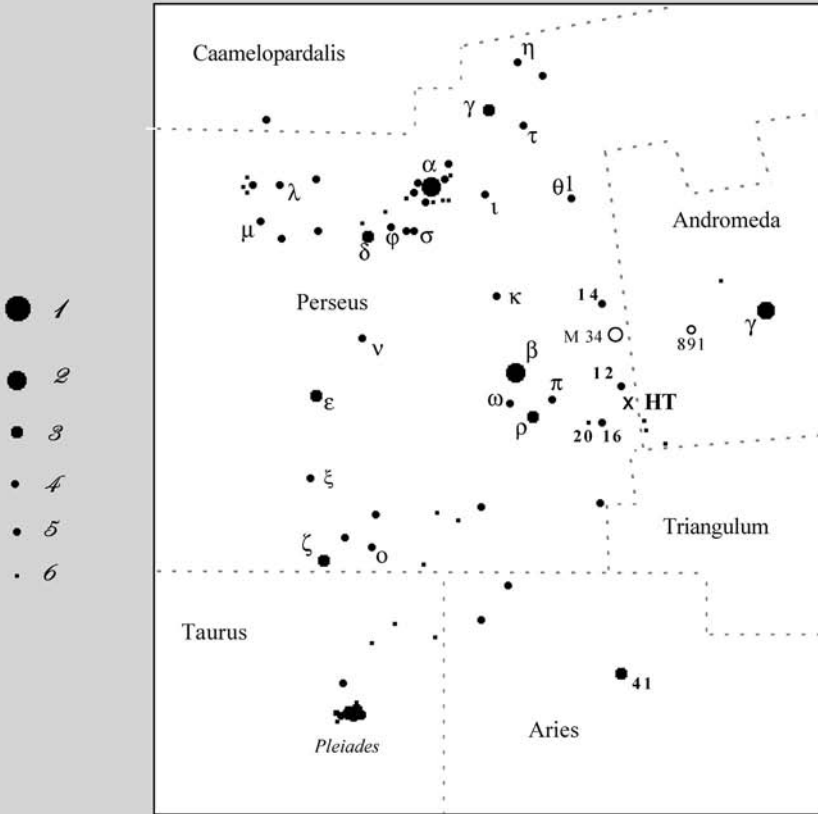 Caamelopardalis
η
γ
τ
α
λ
ι
θ1
Andromeda
μ
δ
φ
σ
1
Perseus
κ
14
γ
ν
M 34
891
2
β
12
ε
ω
π
HT
3
ρ
20 16
4
ξ
5
ζ
ο
Triangulum
6
Taurus
41
Aries
Pleiades